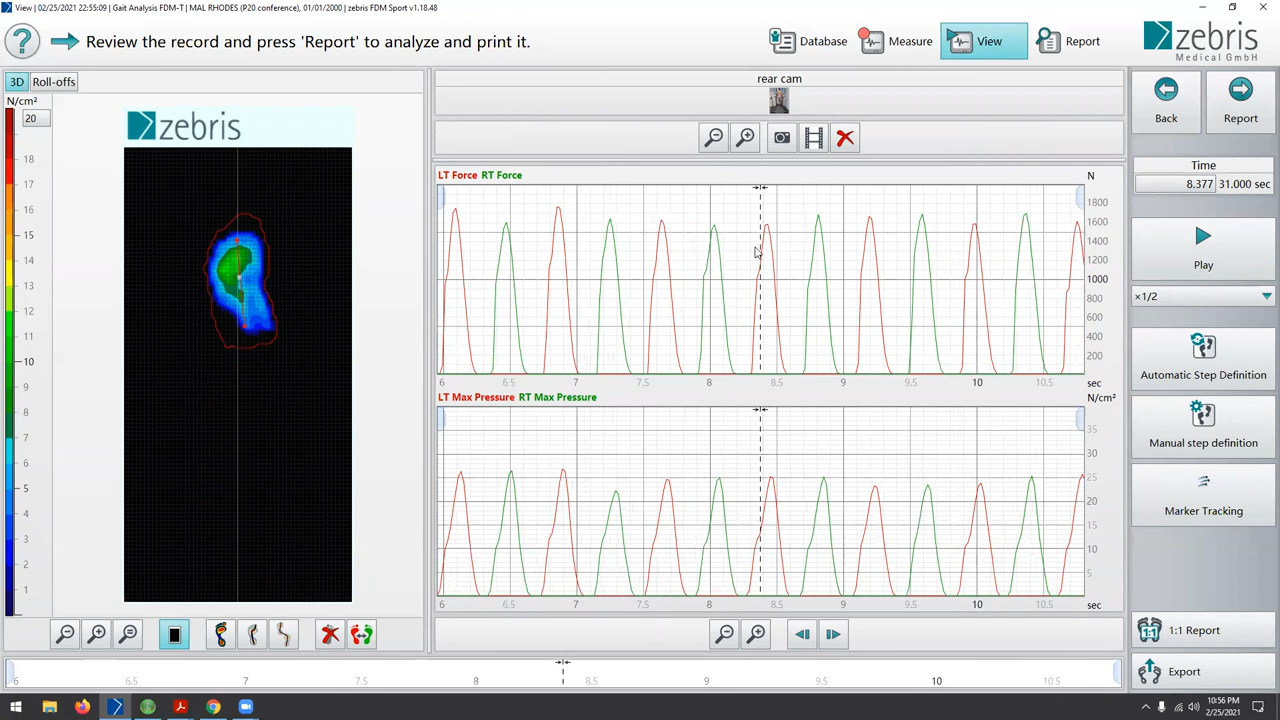 View | 02/25/2021 22:55:09 | Gait Analysis FDM-T | MAL RHODES (P20 conference), 01/01/2000 | zebris FDM Sport v1.18.48
? Review the record and press 'Report' to analyze and print it.
Database Measure View Report
zebris
Medical GmbH
3D Roll-offs
N/cm²
20
18
17
16
15
14
13
12
11
10
9
8
7
6
5
4
3
2
1
zebris
rear cam
LT Force RT Force N
1800
1600
1400
1200
1000
800
600
400
200
6 6.5 7 7.5 8 8.5 9 9.5 10 10.5 sec
LT Max Pressure RT Max Pressure N/cm²
35
30
25
20
15
10
5
6 6.5 7 7.5 8 8.5 9 9.5 10 10.5 sec
6 6.5 7 7.5 8 8.5 9 9.5 10 10.5
Back Report
Time
8.377 31.000 sec
Play
×1/2
Automatic Step Definition
Manual step definition
Marker Tracking
1:1 Report
Export
10:56 PM
2/25/2021